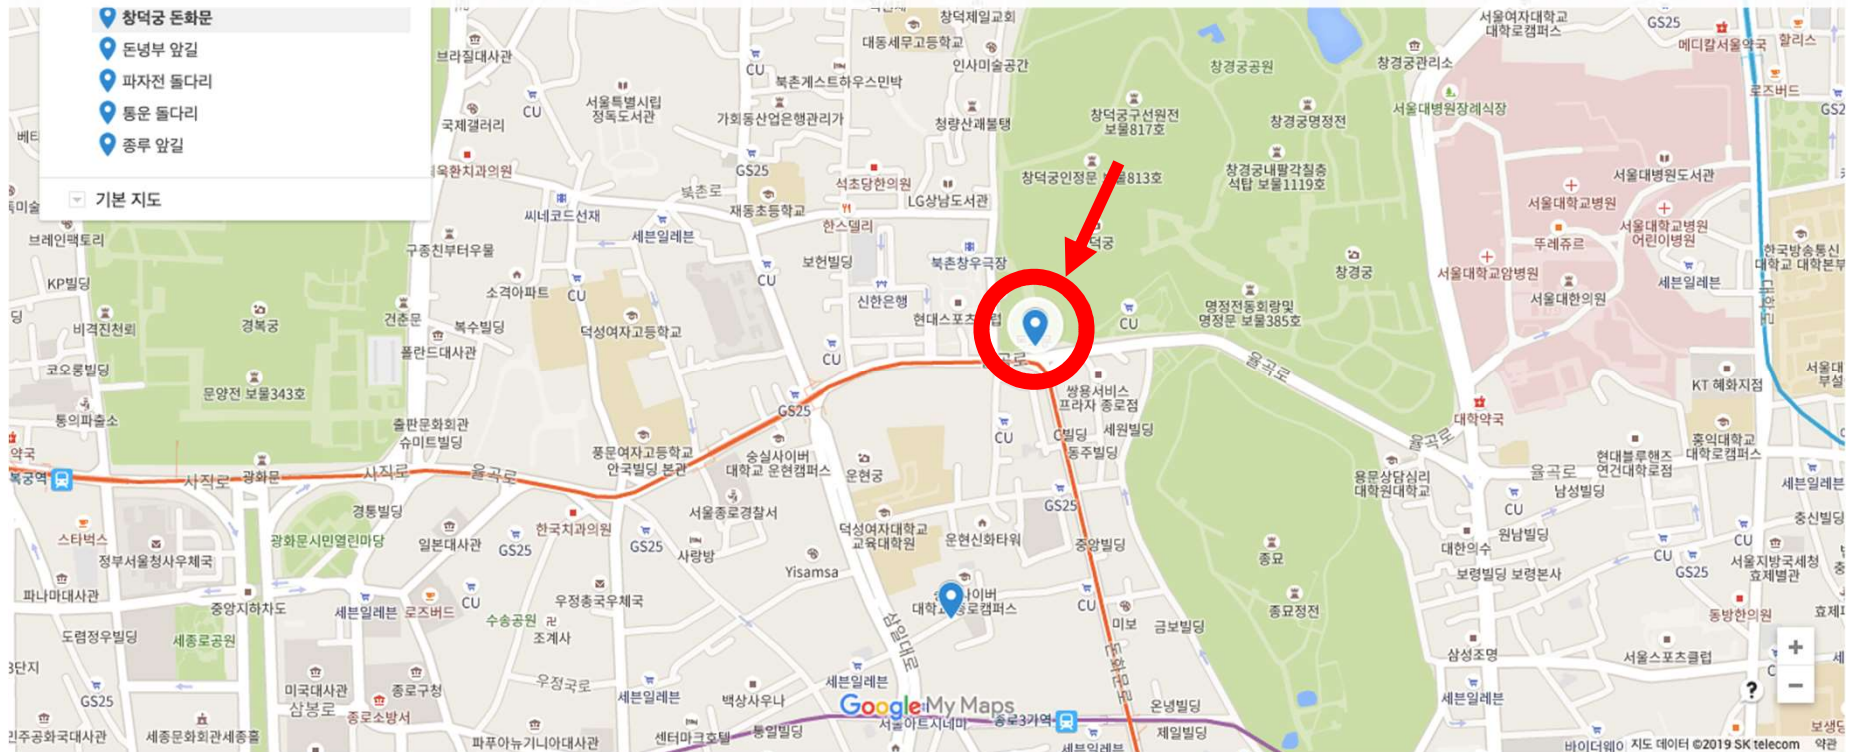 창덕궁 돈화문
돈녕부 앞길
파자전 돌다리
통운 돌다리
종루 앞길
기본 지도
창덕제일교회
대동세무고등학교
인사미술공간
브라질대사관
CU
북촌게스트하우스민박
서울특별시립
정독도서관
가회동산업은행관리가
청량산괘불탱
CU
국제갤러리
GS25
석초당한의원
LG상남도서관
북촌로
재동초등학교
한스델리
씨네코드선재
세븐일레븐
구종친부터우물
브레인팩토리
KP빌딩
비격진천뢰
경복궁
건춘문
소격아파트
CU
복수빌딩
폴란드대사관
덕성여자고등학교
CU
보헌빌딩
신한은행
북촌창우극장
CU
코오롱빌딩
문양전 보물343호
통의파출소
출판문화회관
슈미트빌딩
풍문여자고등학교
안국빌딩 본관
GS25
숭실사이버
대학교 운현캠퍼스
운현궁
사직로
광화문
사직로
율곡로
창경궁공원
창경궁관리소
창덕궁구선원전
보물817호
창경궁명정전
창경궁내팔각칠층
석탑 보물1119호
창경궁
CU
명정전동회랑및
명정문 보물385호
율곡로
서울여자대학교
대학로캠퍼스
GS25
메디칼서울약국
할리스
로즈버드
서울대병원장례식장
서울대병원도서관
서울대학교병원
서울대학교병원
어린이병원
뚜레쥬르
서울대학교암병원
서울대한의원
세븐일레븐
한국방송통신
대학교 대학본부
대학로
KT 혜화지점
대학약국
율곡로
홍익대학교
대학로캠퍼스
현대블루핸즈
연건대학로점
율곡로
남성빌딩
CU
용문상담심리
대학원대학교
쌍용서비스
프라자 종로점
CU
C빌딩
세원빌딩
동주빌딩
GS25
중앙빌딩
종묘
종묘정전
경통빌딩
스타벅스
정부서울청사우체국
광화문시민열린마당
일본대사관
GS25
한국치과의원
GS25
서울종로경찰서
사랑방
덕성여자대학교
교육대학원
운현신화타워
Yisamsa
파나마대사관
중앙지하차도
세븐일레븐
로즈버드
CU
우정총국우체국
수송공원
조계사
도렴정우빌딩
세종로공원
CU
미보
금보빌딩
삼일대로
돈화문로
대한의수
원남빌딩
보령빌딩 보령본사
CU
GS25
CU
서울지방국세청
효제별관
충신빌딩
동방한의원
삼성조명
서울스포츠클럽
세븐일레븐
GS25
미국대사관
삼봉로
종로구청
종로소방서
우정국로
세븐일레븐
백상사우나
세븐일레븐
Google My Maps
종로3가역
온녕빌딩
제일빌딩
세종문화회관세종홀
파푸아뉴기니아대사관
센터마크호텔
통일빌딩
세븐일레븐
바이더웨이
지도 데이터 ©2019 SK telecom
약관